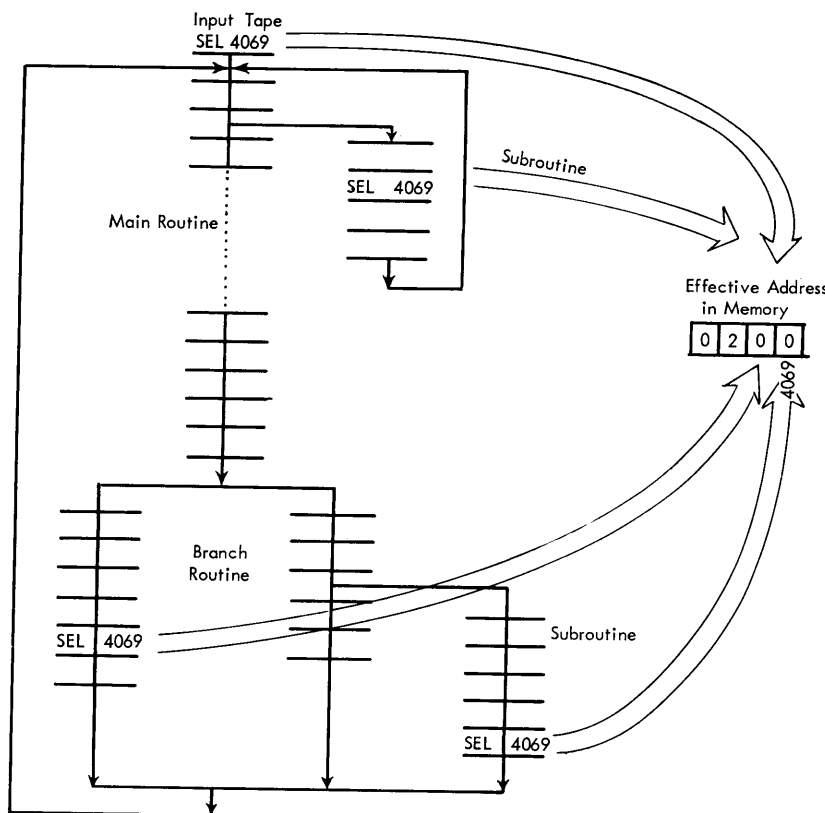 Input Tape
SEL 4069
Subroutine
SEL 4069
Main Routine
Effective Address
in Memory
0 2 0 0
4069
Branch
Routine
SEL 4069
Subroutine
SEL 4069